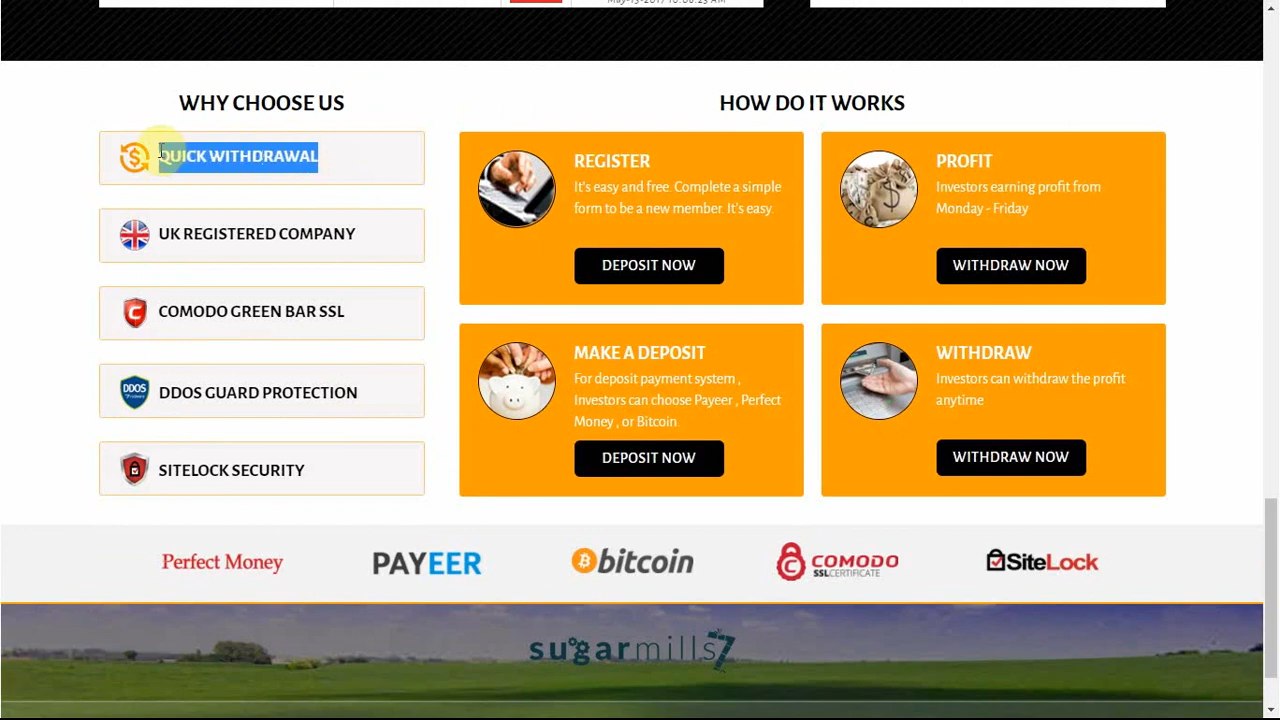 WHY CHOOSE US
QUICK WITHDRAWAL
UK REGISTERED COMPANY
COMODO GREEN BAR SSL
DDOS
DDOS GUARD PROTECTION
SITELOCK SECURITY
HOW DO IT WORKS
REGISTER
It's easy and free. Complete a simple
form to be a new member. It's easy.
DEPOSIT NOW
PROFIT
Investors earning profit from
Monday - Friday
WITHDRAW NOW
MAKE A DEPOSIT
For deposit payment system ,
Investors can choose Payeer , Perfect
Money , or Bitcoin.
DEPOSIT NOW
WITHDRAW
Investors can withdraw the profit
anytime
WITHDRAW NOW
Perfect Money
PAYEER
bitcoin
COMODO
SSLCERTIFICATE
SiteLock
sugarmills7